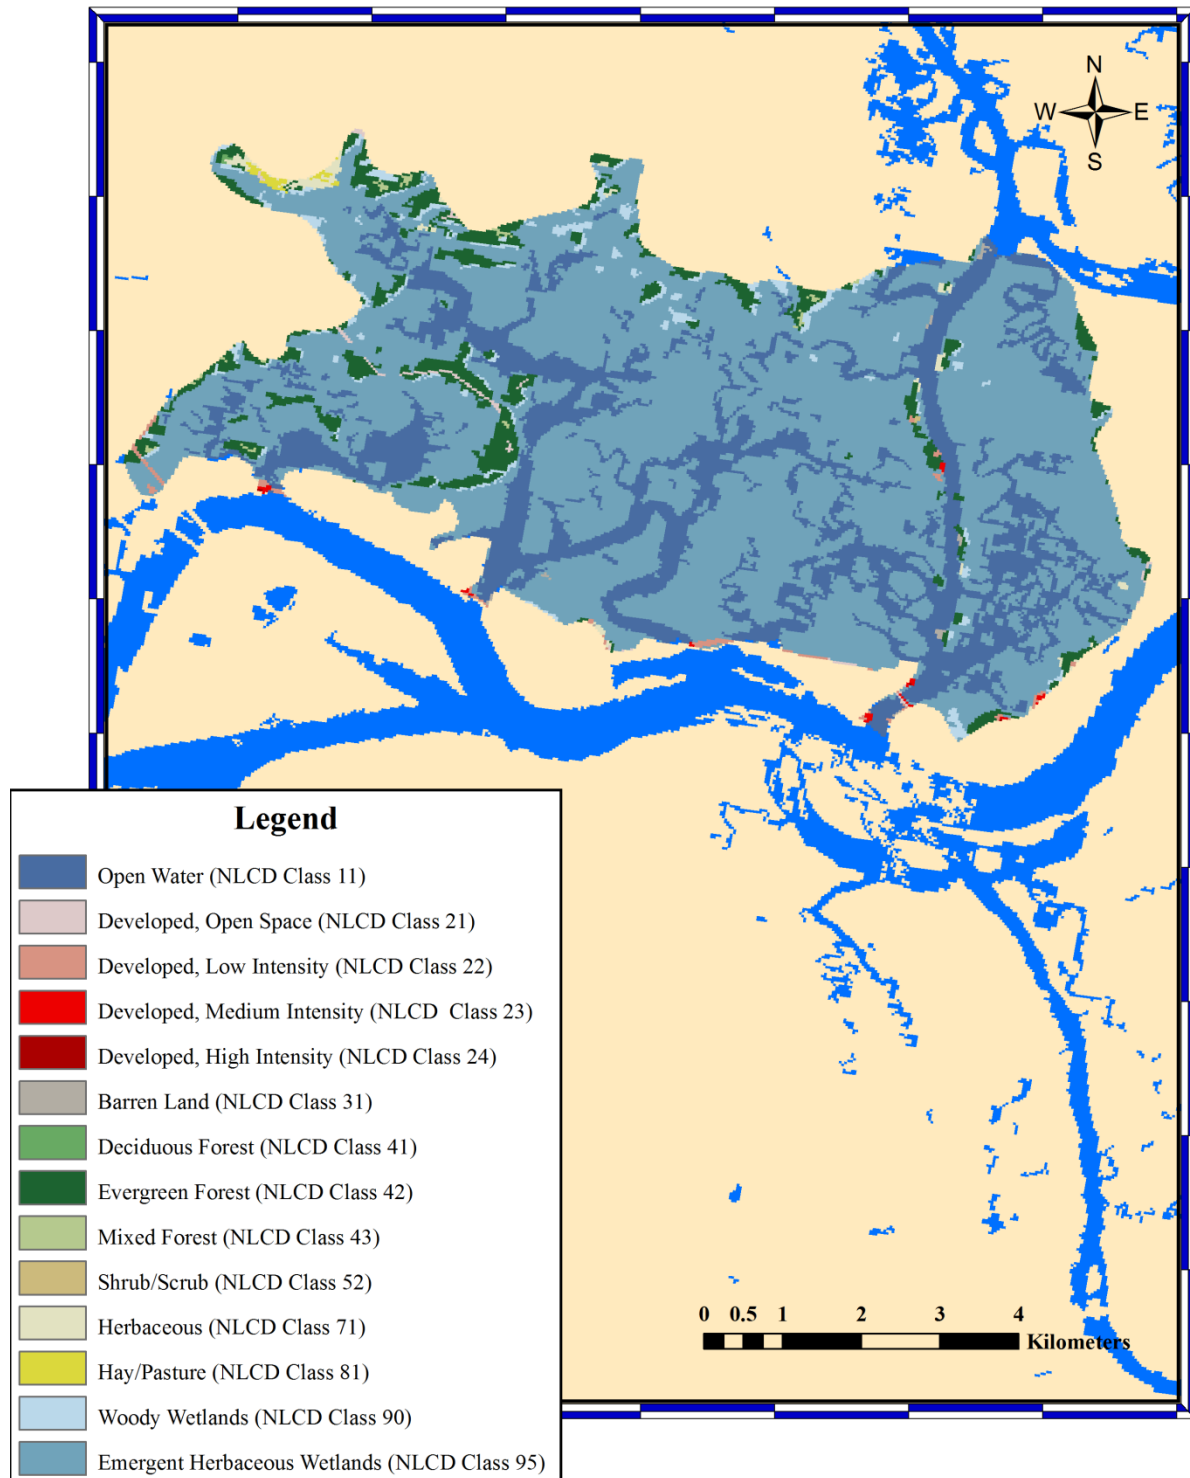 N
W E
S
Legend
Open Water (NLCD Class 11)
Developed, Open Space (NLCD Class 21)
Developed, Low Intensity (NLCD Class 22)
Developed, Medium Intensity (NLCD Class 23)
Developed, High Intensity (NLCD Class 24)
Barren Land (NLCD Class 31)
Deciduous Forest (NLCD Class 41)
Evergreen Forest (NLCD Class 42)
Mixed Forest (NLCD Class 43)
Shrub/Scrub (NLCD Class 52)
Herbaceous (NLCD Class 71)
Hay/Pasture (NLCD Class 81)
Woody Wetlands (NLCD Class 90)
Emergent Herbaceous Wetlands (NLCD Class 95)
0 0.5 1 2 3 4
Kilometers